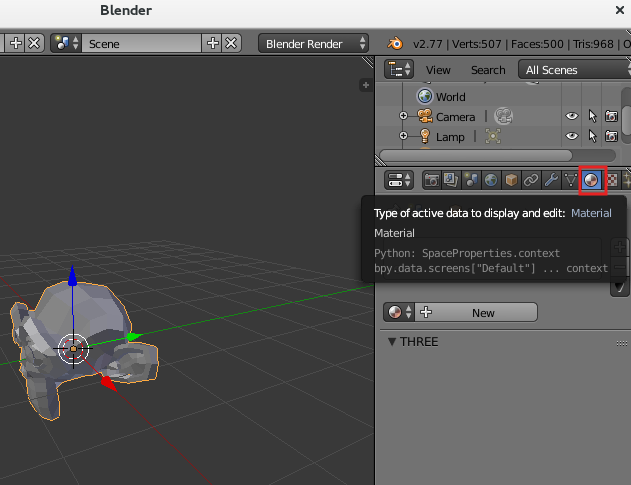 Blender
Scene
Blender Render
v2.77 | Verts:507 | Faces:500 | Tris:968 | O
View
Search
All Scenes
World
Camera
Lamp
Type of active data to display and edit: Material
Material
Python: SpaceProperties.context
bpy.data.screens["Default"] ... context
New
THREE